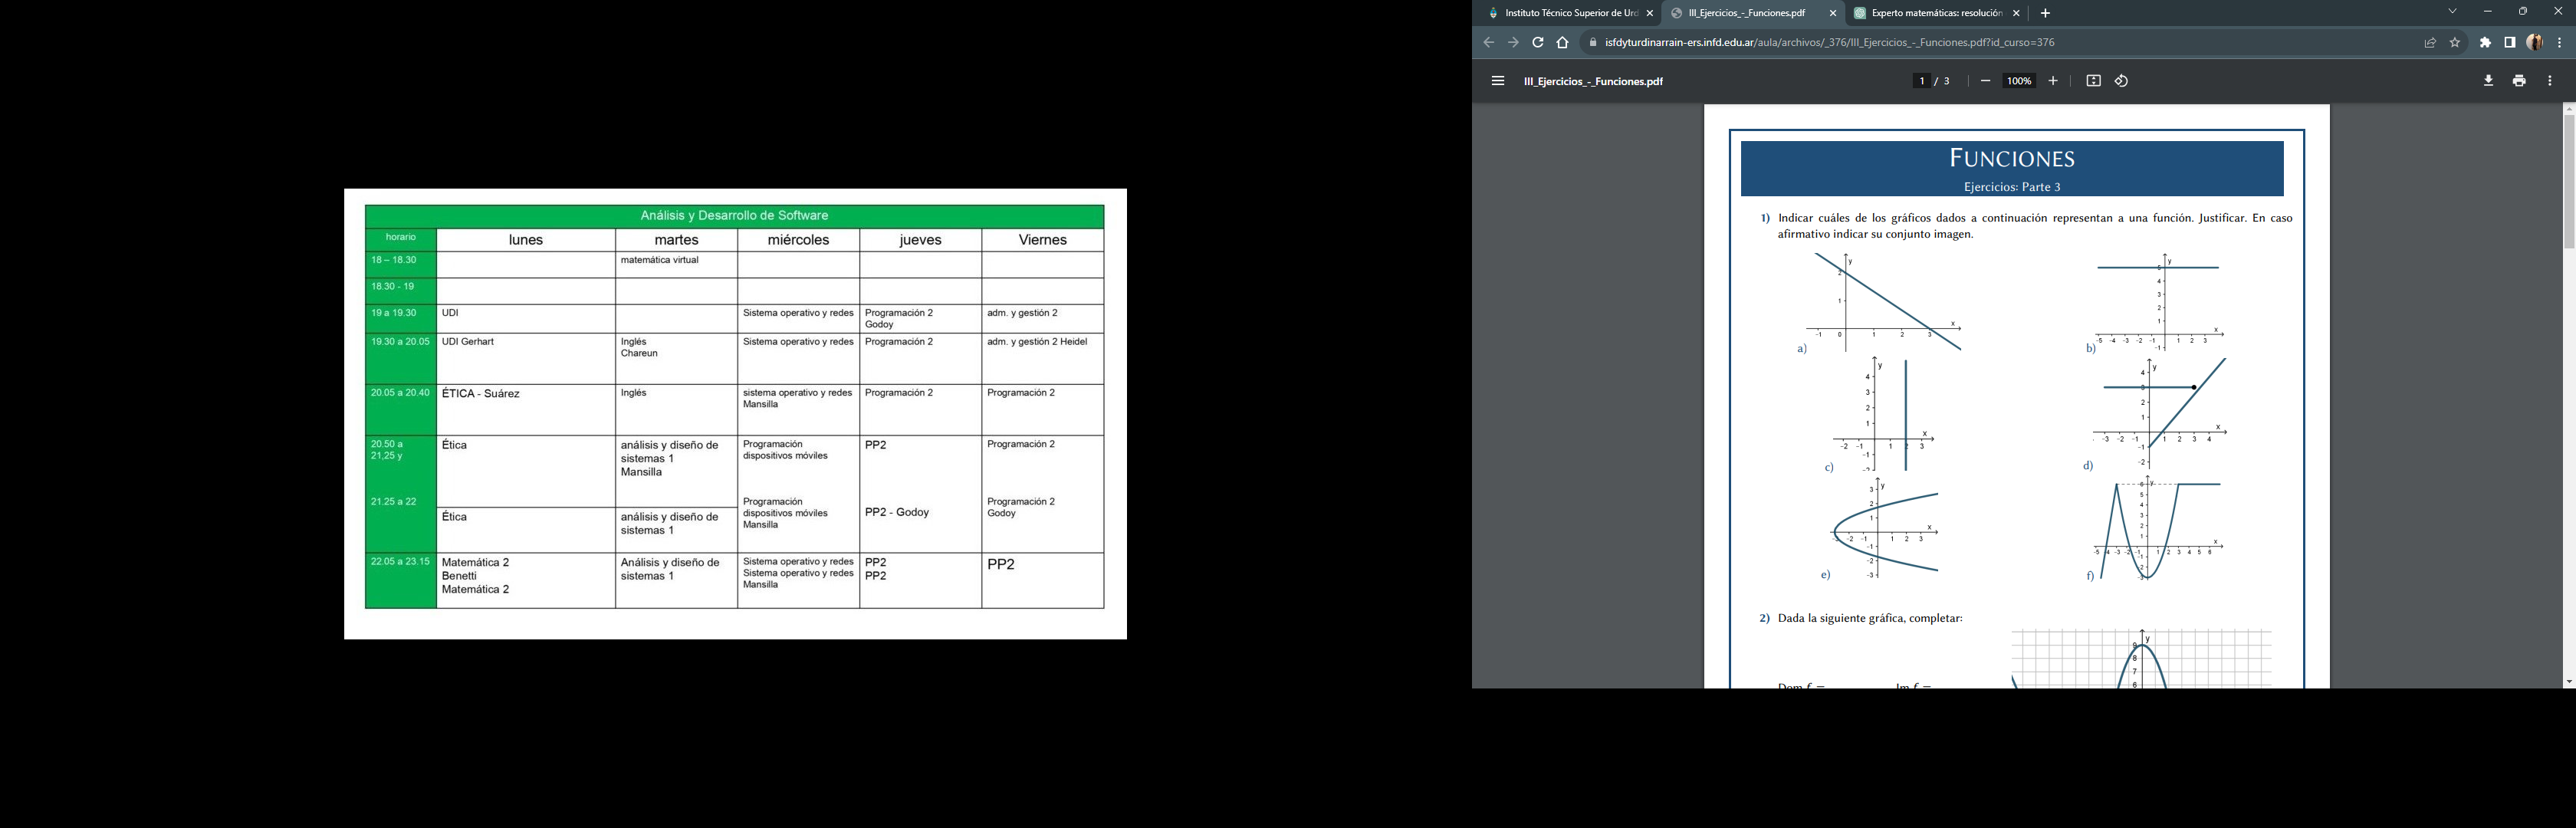 Análisis y Desarrollo de Software
horario lunes martes miércoles jueves Viernes
18 – 18.30 matemática virtual
18.30 - 19
19 a 19.30 UDI Sistema operativo y redes Programación 2 adm. y gestión 2
Godoy
19.30 a 20.05 UDI Gerhart Inglés Sistema operativo y redes Programación 2 adm. y gestión 2 Heidel
Chareun
20.05 a 20.40 ÉTICA - Suárez Inglés sistema operativo y redes Programación 2 Programación 2
Mansilla
20.50 a Ética análisis y diseño de Programación PP2 Programación 2
21,25 y sistemas 1 dispositivos móviles
Mansilla
21.25 a 22 Programación Programación 2
Ética análisis y diseño de dispositivos móviles PP2 - Godoy Godoy
sistemas 1 Mansilla
22.05 a 23.15 Matemática 2 Análisis y diseño de Sistema operativo y redes PP2 PP2
Benetti sistemas 1 Sistema operativo y redes PP2
Matemática 2 Mansilla
Instituto Técnico Superior de Urd III_Ejercicios_-_Funciones.pdf Experto matemáticas: resolución
isfdyturdinarrain-ers.infd.edu.ar/aula/archivos/_376/III_Ejercicios_-_Funciones.pdf?id_curso=376
III_Ejercicios_-_Funciones.pdf 1 / 3 100%
FUNCIONES
Ejercicios: Parte 3
1) Indicar cuáles de los gráficos dados a continuación representan a una función. Justificar. En caso
afirmativo indicar su conjunto imagen.
a) b)
c) d)
e) f)
2) Dada la siguiente gráfica, completar: